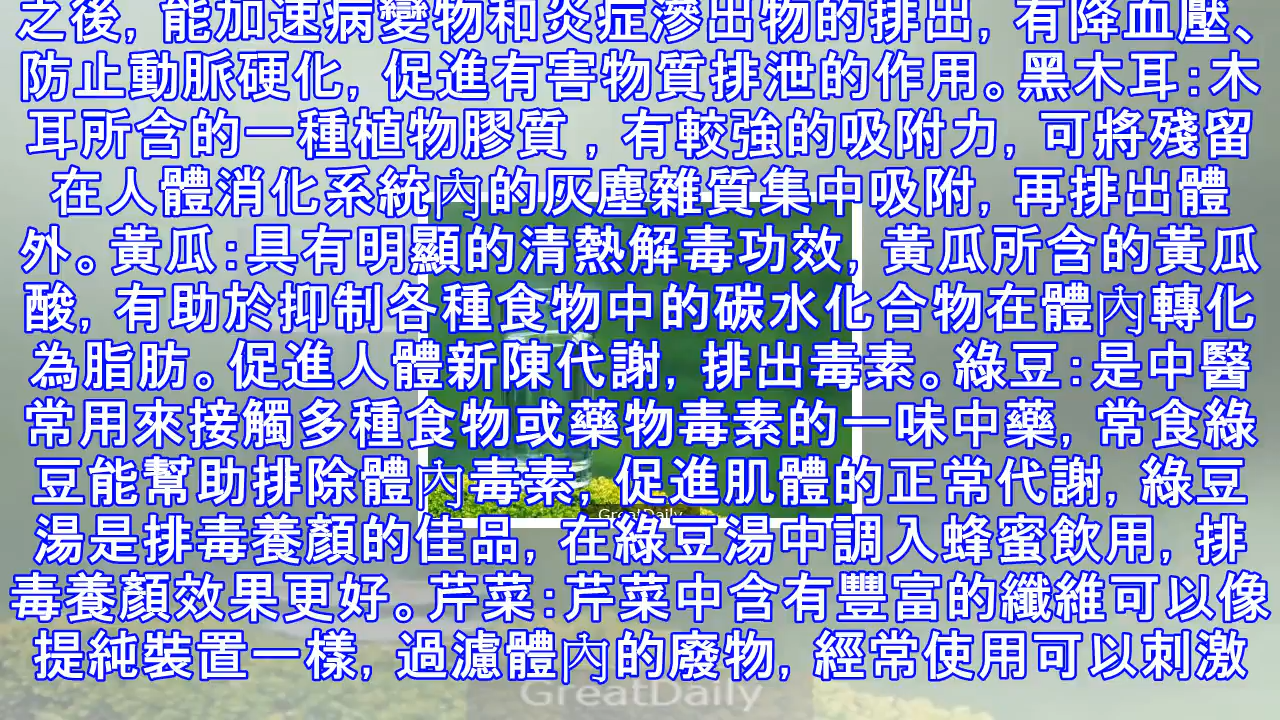 之後, 能加速病變物和炎症滲出物的排出, 有降血壓、
防止動脈硬化, 促進有害物質排泄的作用。黑木耳:木
耳所含的一種植物膠質 , 有較強的吸附力, 可將殘留
在人體消化系統內的灰塵雜質集中吸附, 再排出體
外。黃瓜:具有明顯的清熱解毒功效, 黃瓜所含的黃瓜
酸, 有助於抑制各種食物中的碳水化合物在體內轉化
為脂肪。促進人體新陳代謝, 排出毒素。綠豆:是中醫
常用來接觸多種食物或藥物毒素的一味中藥, 常食綠
豆能幫助排除體內毒素, 促進肌體的正常代謝, 綠豆
湯是排毒養顏的佳品, 在綠豆湯中調入蜂蜜飲用, 排
毒養顏效果更好。芹菜:芹菜中含有豐富的纖維可以像
提純裝置一樣, 過濾體內的廢物, 經常使用可以刺激
GreatDaily
GreatDaily